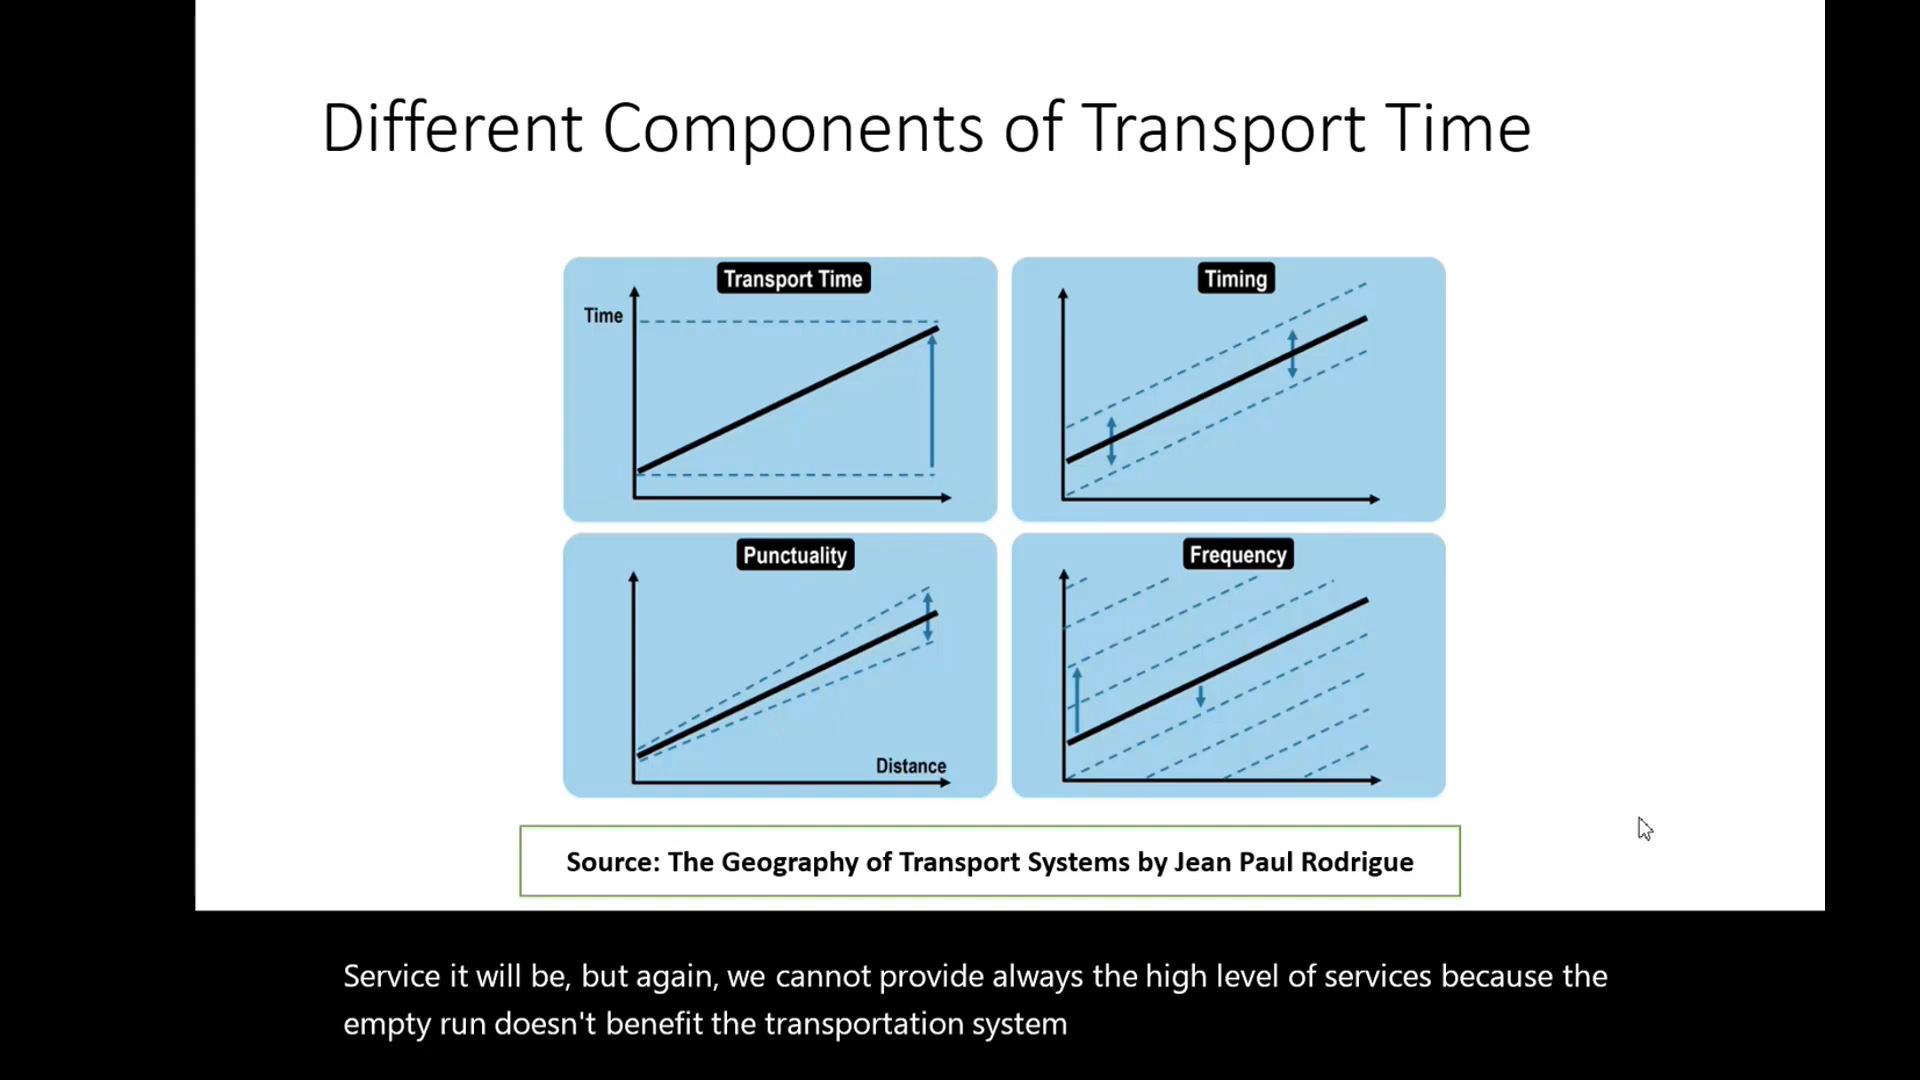 Different Components of Transport Time
Transport Time
Time
Timing
Punctuality
Distance
Frequency
Source: The Geography of Transport Systems by Jean Paul Rodrigue
Service it will be, but again, we cannot provide always the high level of services because the
empty run doesn't benefit the transportation system